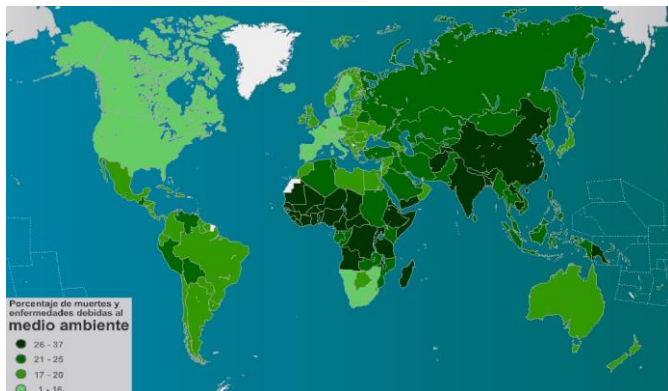 Porcentaje de muertes y
enfermedades debidas al
medio ambiente
26 - 37
21 - 25
17 - 20
1 - 16